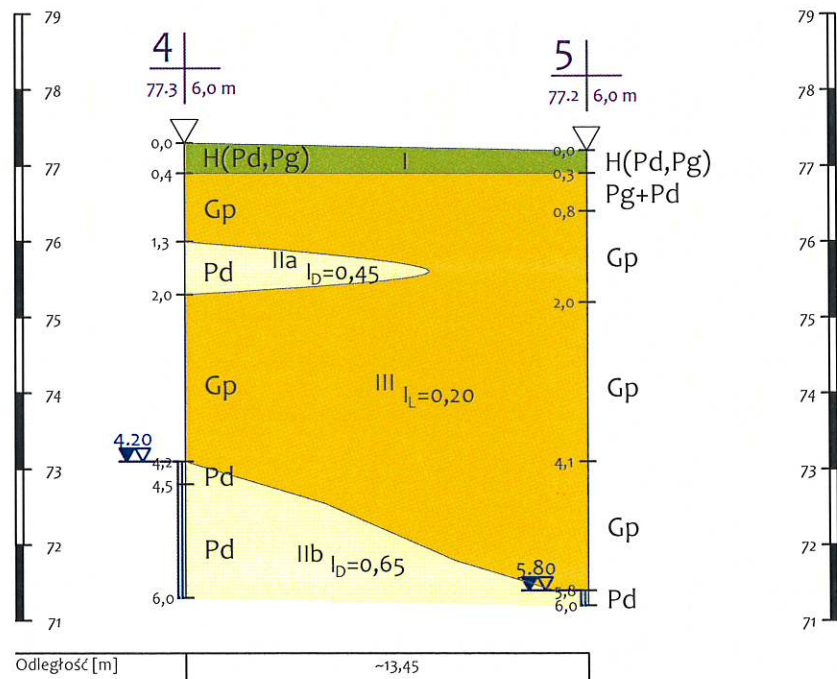 79
78
77
76
75
74
73
72
71
4
77.3 6,0 m
5
77.2 6,0 m
79
78
77
76
75
74
73
72
71
0,0
H(Pd,Pg)
I
0,0
H(Pd,Pg)
0,4
0,3
Pg+Pd
Gp
0,8
1,3
IIa
Pd
I_D=0,45
Gp
2,0
2,0
Gp
III
I_L=0,20
Gp
4.20
4,2
Pd
4,1
4,5
Pd
IIb
I_D=0,65
Gp
5.80
5,8
6,0
6,0
Pd
Odległość [m]
~13,45